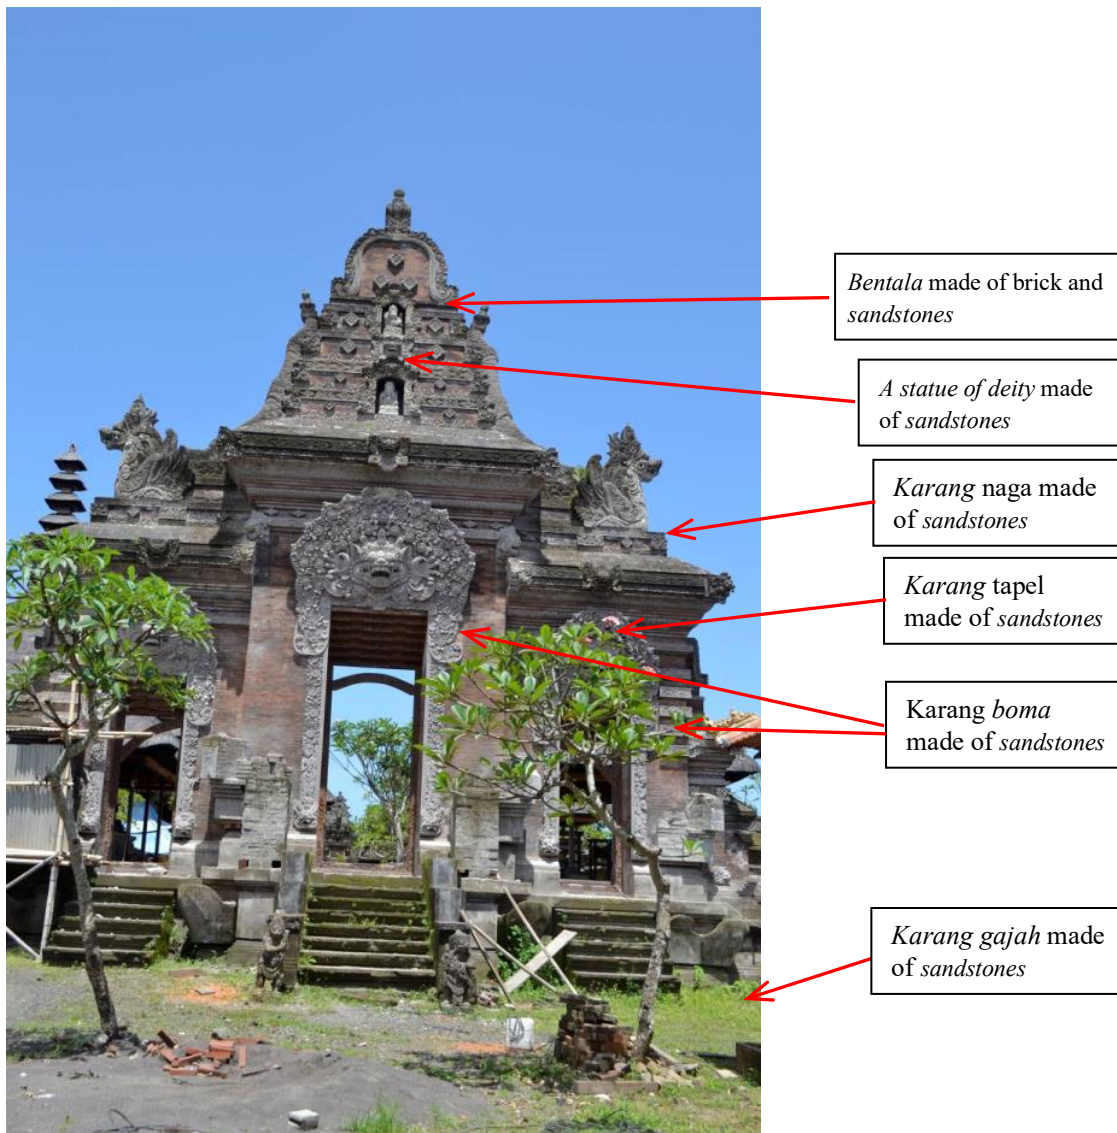 Bentala made of brick and
sandstones
A statue of deity made
of sandstones
Karang naga made
of sandstones
Karang tapel
made of sandstones
Karang boma
made of sandstones
Karang gajah made
of sandstones